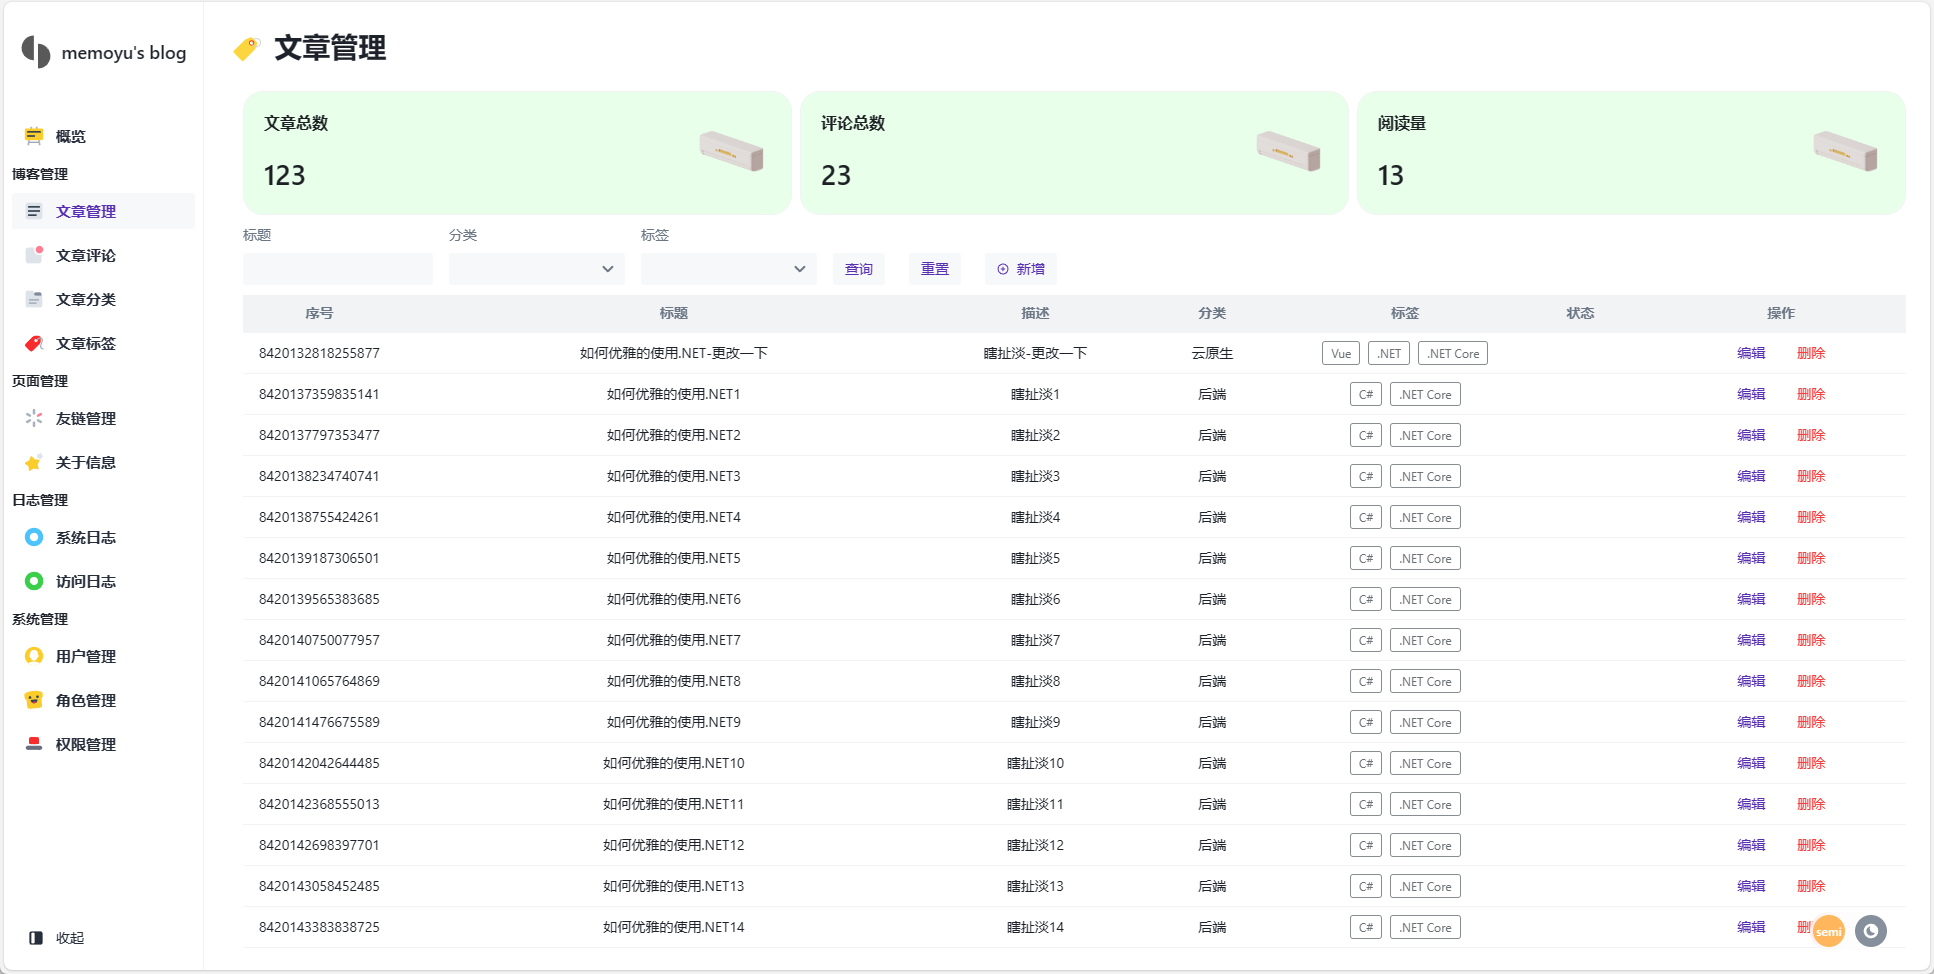 memoyu's blog
概览
博客管理
文章管理
文章评论
文章分类
文章标签
页面管理
友链管理
关于信息
日志管理
系统日志
访问日志
系统管理
用户管理
角色管理
权限管理
收起
文章管理
文章总数
123
评论总数
23
阅读量
13
标题 分类 标签
查询 重置 新增
序号 标题 描述 分类 标签 状态 操作
8420132818255877 如何优雅的使用.NET-更改一下 瞎扯淡-更改一下 云原生 Vue .NET .NET Core 编辑 删除
8420137359835141 如何优雅的使用.NET1 瞎扯淡1 后端 C# .NET Core 编辑 删除
8420137797353477 如何优雅的使用.NET2 瞎扯淡2 后端 C# .NET Core 编辑 删除
8420138234740741 如何优雅的使用.NET3 瞎扯淡3 后端 C# .NET Core 编辑 删除
8420138755424261 如何优雅的使用.NET4 瞎扯淡4 后端 C# .NET Core 编辑 删除
8420139187306501 如何优雅的使用.NET5 瞎扯淡5 后端 C# .NET Core 编辑 删除
8420139565383685 如何优雅的使用.NET6 瞎扯淡6 后端 C# .NET Core 编辑 删除
8420140750077957 如何优雅的使用.NET7 瞎扯淡7 后端 C# .NET Core 编辑 删除
8420141065764869 如何优雅的使用.NET8 瞎扯淡8 后端 C# .NET Core 编辑 删除
8420141476675589 如何优雅的使用.NET9 瞎扯淡9 后端 C# .NET Core 编辑 删除
8420142042644485 如何优雅的使用.NET10 瞎扯淡10 后端 C# .NET Core 编辑 删除
8420142368555013 如何优雅的使用.NET11 瞎扯淡11 后端 C# .NET Core 编辑 删除
8420142698397701 如何优雅的使用.NET12 瞎扯淡12 后端 C# .NET Core 编辑 删除
8420143058452485 如何优雅的使用.NET13 瞎扯淡13 后端 C# .NET Core 编辑 删除
8420143383838725 如何优雅的使用.NET14 瞎扯淡14 后端 C# .NET Core 编辑 删 semi